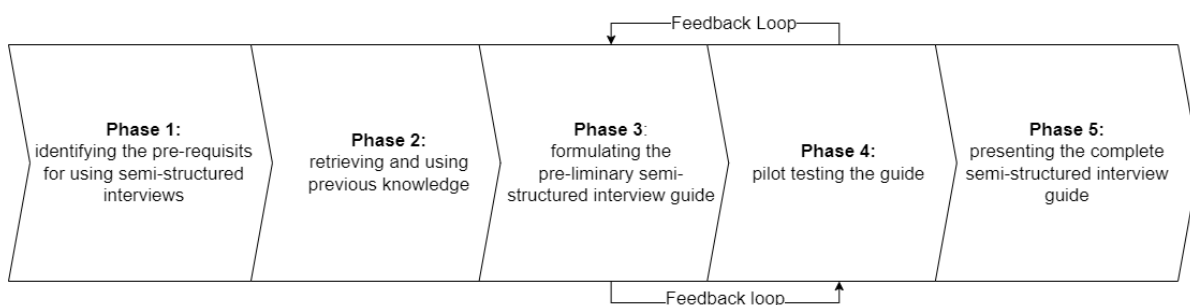 Feedback Loop
Phase 1:
identifying the pre-requisits
for using semi-structured
interviews
Phase 2:
retrieving and using
previous knowledge
Phase 3:
formulating the
pre-liminary semi-
structured interview guide
Phase 4:
pilot testing the guide
Phase 5:
presenting the complete
semi-structured interview
guide
Feedback loop